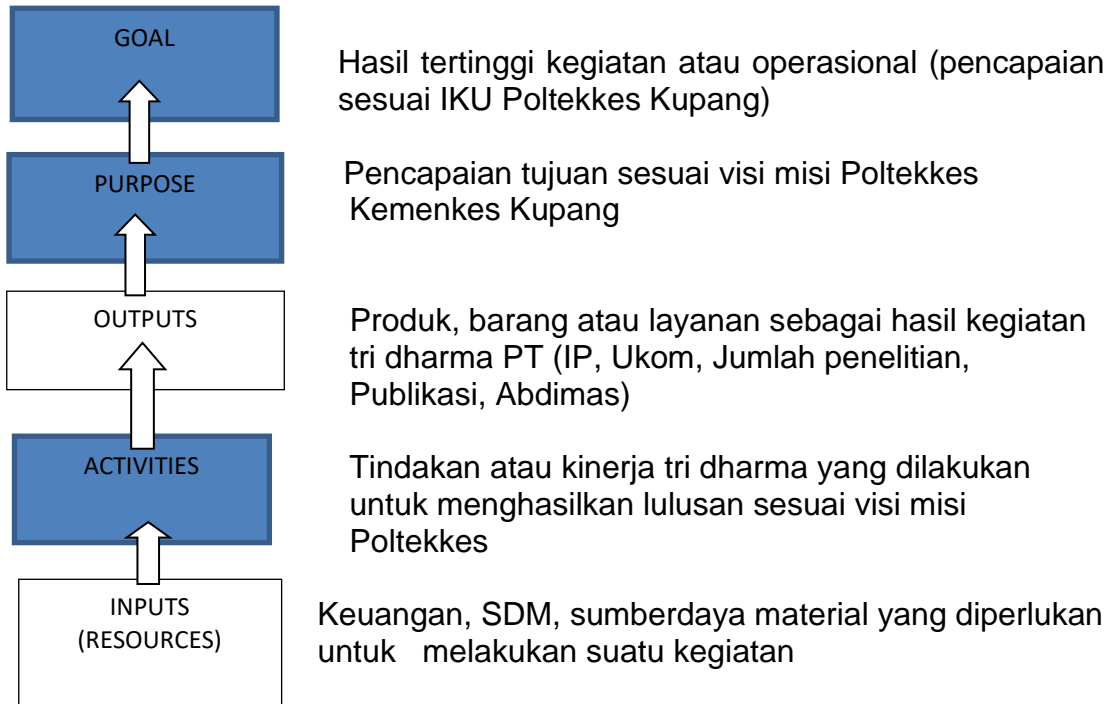 GOAL
Hasil tertinggi kegiatan atau operasional (pencapaian
sesuai IKU Poltekkes Kupang)
PURPOSE
Pencapaian tujuan sesuai visi misi Poltekkes
Kemenkes Kupang
OUTPUTS
Produk, barang atau layanan sebagai hasil kegiatan
tri dharma PT (IP, Ukom, Jumlah penelitian,
Publikasi, Abdimas)
ACTIVITIES
Tindakan atau kinerja tri dharma yang dilakukan
untuk menghasilkan lulusan sesuai visi misi
Poltekkes
INPUTS
(RESOURCES)
Keuangan, SDM, sumberdaya material yang diperlukan
untuk melakukan suatu kegiatan